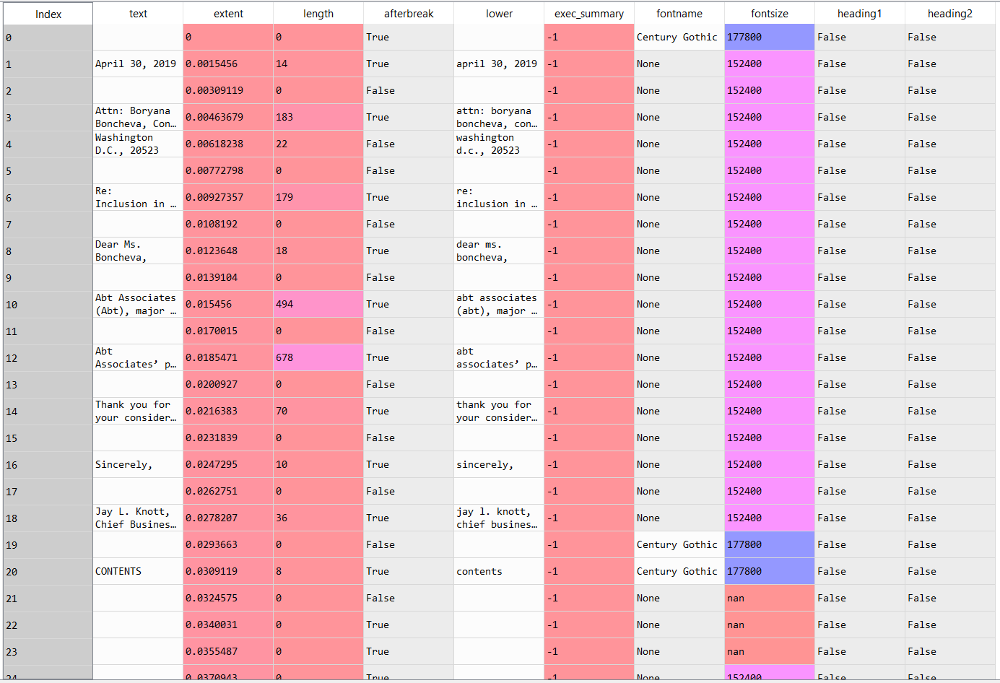 Index text extent length afterbreak lower exec_summary fontname fontsize heading1 heading2
0 0 0 True -1 Century Gothic 177800 False False
1 April 30, 2019 0.0015456 14 True april 30, 2019 -1 None 152400 False False
2 0.00309119 0 False -1 None 152400 False False
3 Attn: Boryana Boncheva, Con… 0.00463679 183 True attn: boryana boncheva, con… -1 None 152400 False False
4 Washington D.C., 20523 0.00618238 22 False washington d.c., 20523 -1 None 152400 False False
5 0.00772798 0 False -1 None 152400 False False
6 Re: Inclusion in … 0.00927357 179 True re: inclusion in … -1 None 152400 False False
7 0.0108192 0 False -1 None 152400 False False
8 Dear Ms. Boncheva, 0.0123648 18 True dear ms. boncheva, -1 None 152400 False False
9 0.0139104 0 False -1 None 152400 False False
10 Abt Associates (Abt), major … 0.015456 494 True abt associates (abt), major … -1 None 152400 False False
11 0.0170015 0 False -1 None 152400 False False
12 Abt Associates’ p… 0.0185471 678 True abt associates’ p… -1 None 152400 False False
13 0.0200927 0 False -1 None 152400 False False
14 Thank you for your consider… 0.0216383 70 True thank you for your consider… -1 None 152400 False False
15 0.0231839 0 False -1 None 152400 False False
16 Sincerely, 0.0247295 10 True sincerely, -1 None 152400 False False
17 0.0262751 0 False -1 None 152400 False False
18 Jay L. Knott, Chief Busines… 0.0278207 36 True jay l. knott, chief busines… -1 None 152400 False False
19 0.0293663 0 False -1 Century Gothic 177800 False False
20 CONTENTS 0.0309119 8 True contents -1 Century Gothic 177800 False False
21 0.0324575 0 False -1 None nan False False
22 0.0340031 0 True -1 None nan False False
23 0.0355487 0 True -1 None nan False False
24 0.0370943 0 True -1 None 152400 False False